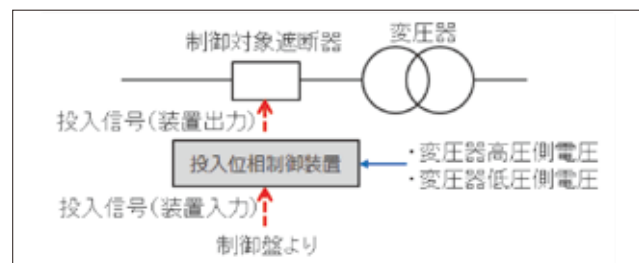 変圧器
制御対象遮断器
投入信号(装置出力)
投入位相制御装置
・変圧器高圧側電圧
・変圧器低圧側電圧
投入信号(装置入力)
制御盤より